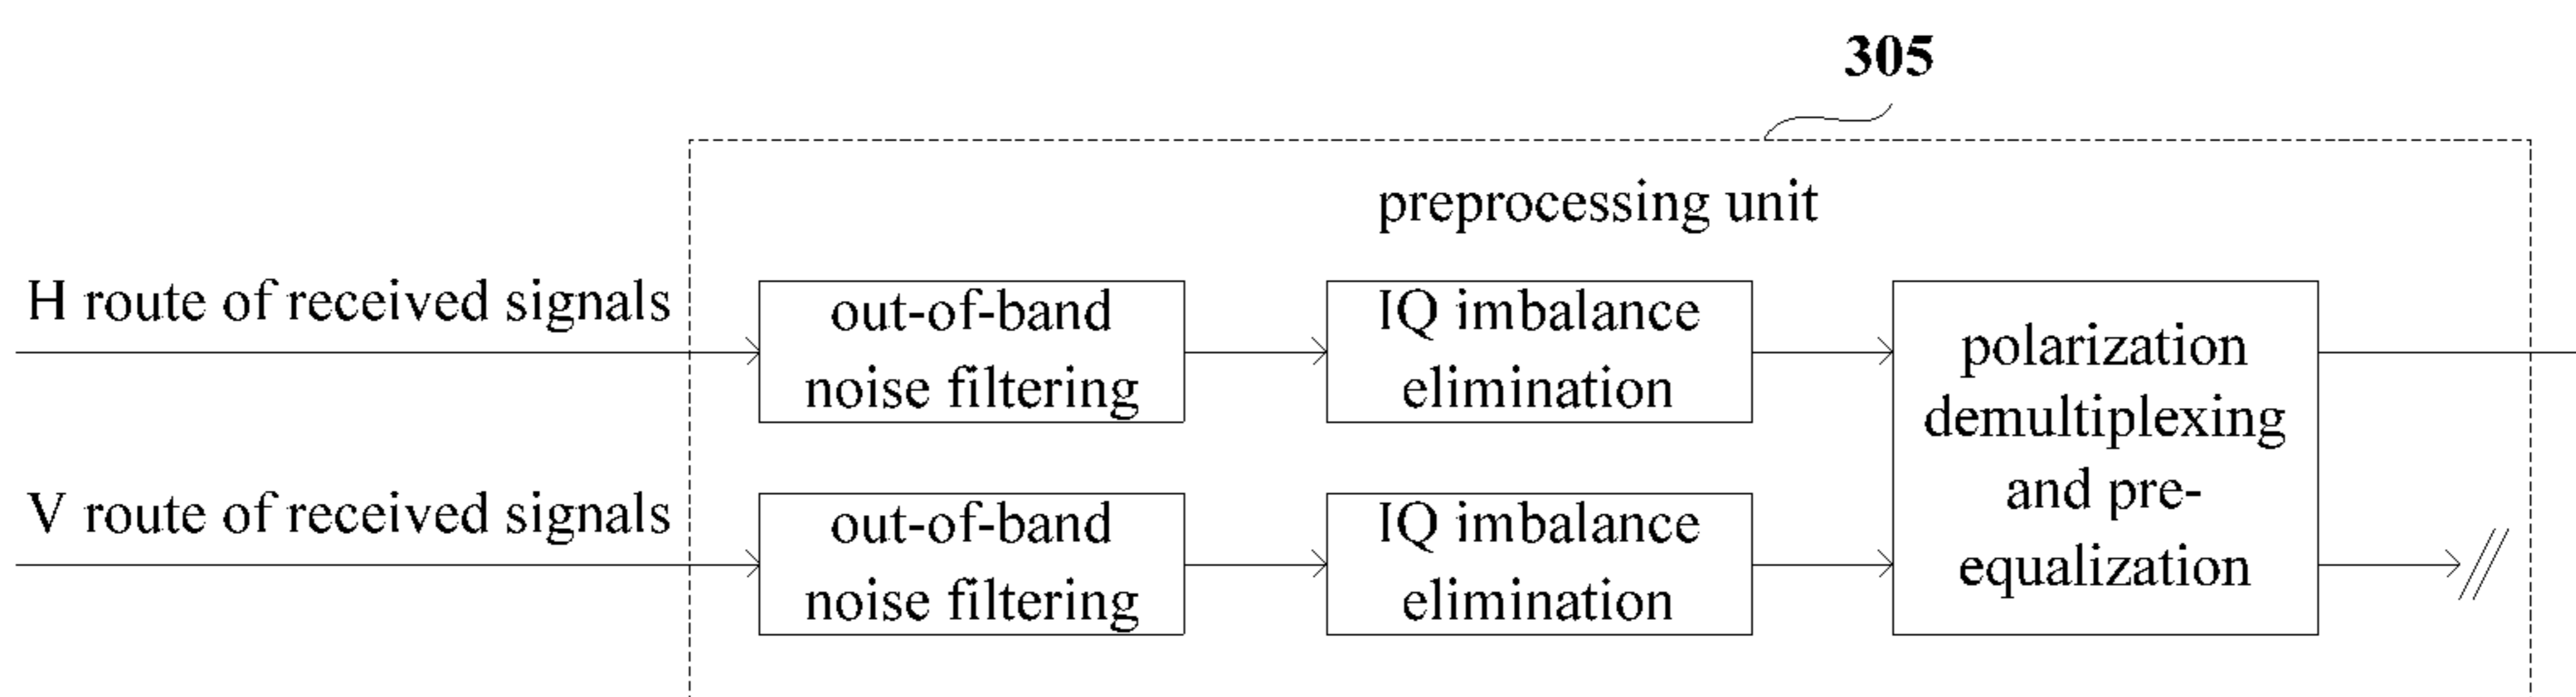 305
preprocessing unit
H route of received signals
out-of-band
noise filtering
IQ imbalance
elimination
polarization
demultiplexing
and pre-
equalization
V route of received signals
out-of-band
noise filtering
IQ imbalance
elimination